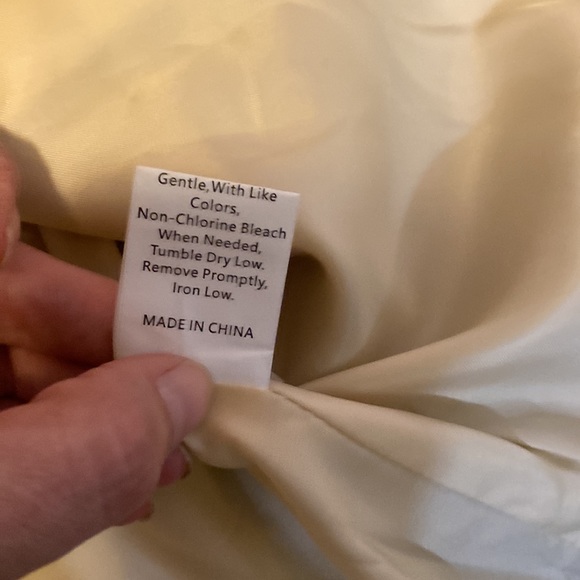 Gentle,With Like
Colors,
Non-Chlorine Bleach
When Needed,
Tumble Dry Low.
Remove Promptly,
Iron Low.
MADE IN CHINA